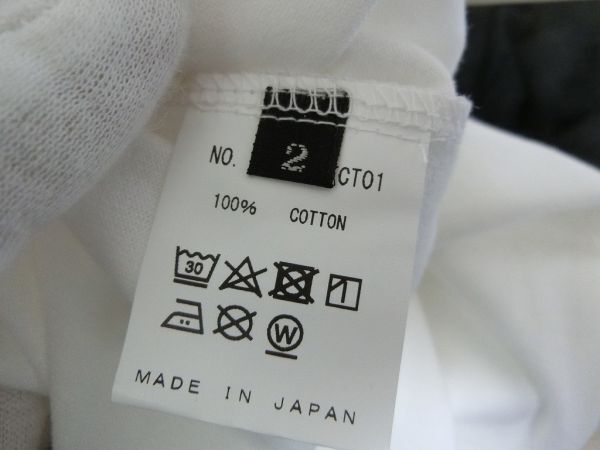 NO. 2 CT01
100% COTTON
30
W
MADE IN JAPAN